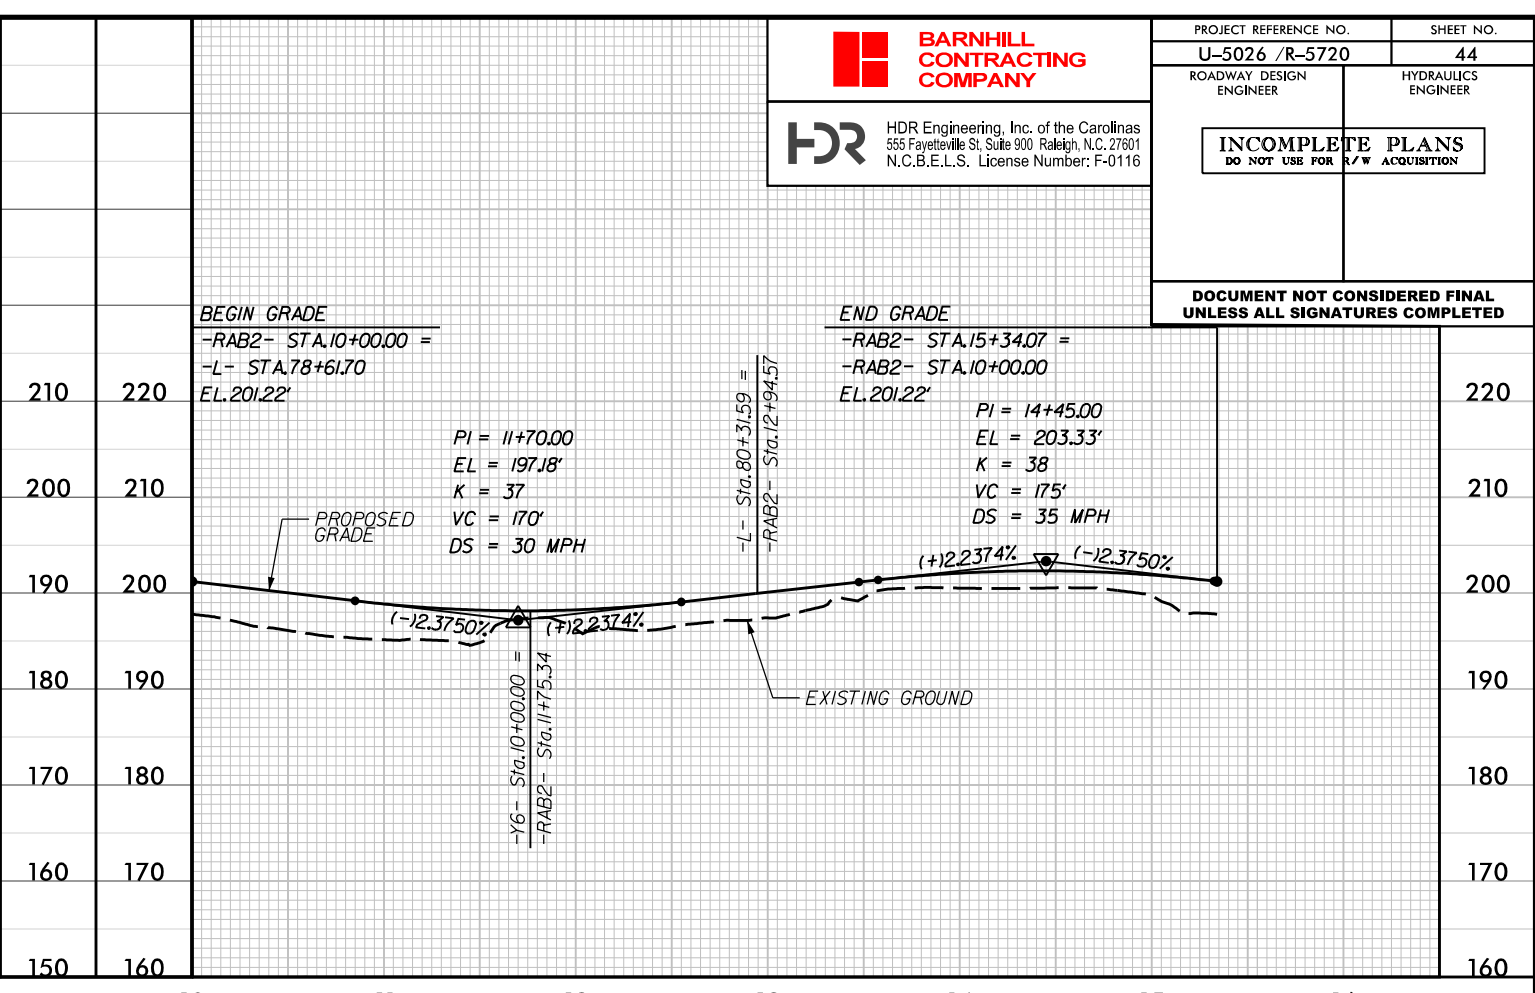 BARNHILL
CONTRACTING
COMPANY
HDR
HDR Engineering, Inc. of the Carolinas
555 Fayetteville St, Suite 900 Raleigh, N.C. 27601
N.C.B.E.L.S. License Number: F-0116
PROJECT REFERENCE NO.
SHEET NO.
U-5026 /R-5720
44
ROADWAY DESIGN
ENGINEER
HYDRAULICS
ENGINEER
INCOMPLETE PLANS
DO NOT USE FOR R/W ACQUISITION
DOCUMENT NOT CONSIDERED FINAL
UNLESS ALL SIGNATURES COMPLETED
BEGIN GRADE
-RAB2- STA.10+00.00 =
-L- STA.78+61.70
EL.201.22'
END GRADE
-RAB2- STA.15+34.07 =
-RAB2- STA.10+00.00
EL.201.22'
PI = 11+70.00
EL = 197.18'
K = 37
VC = 170'
DS = 30 MPH
-L- Sta.80+31.59 =
-RAB2- Sta.12+94.57
PI = 14+45.00
EL = 203.33'
K = 38
VC = 175'
DS = 35 MPH
PROPOSED
GRADE
(+)2.2374%
(-)2.3750%
(-)2.3750%
(+)2.2374%
-Y6- Sta.10+00.00 =
-RAB2- Sta.11+75.34
EXISTING GROUND
210 220 220
200 210 210
190 200 200
180 190 190
170 180 180
160 170 170
150 160 160